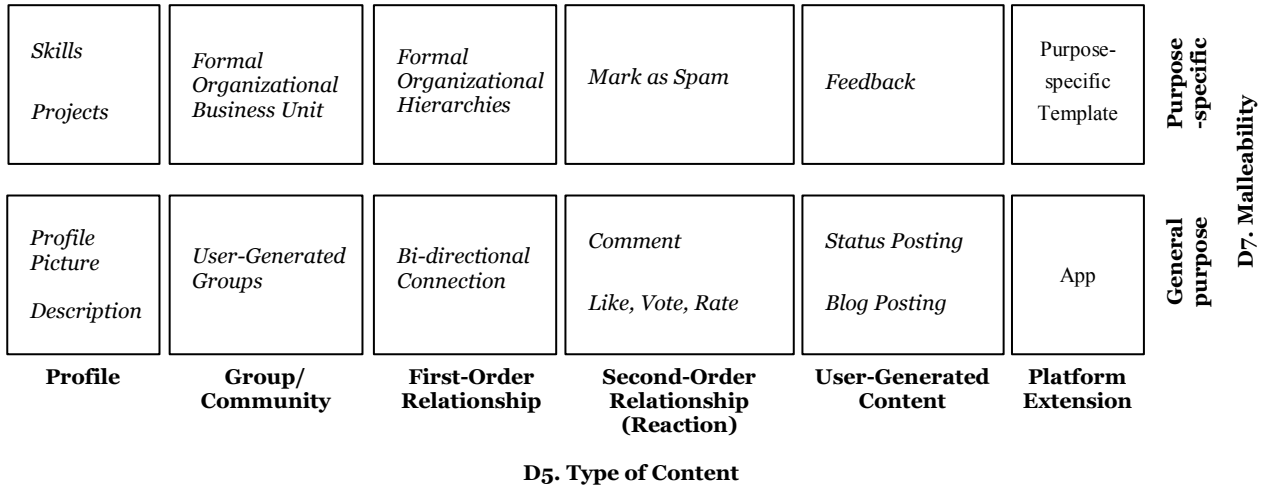 Skills
Projects
Formal
Organizational
Business Unit
Formal
Organizational
Hierarchies
Mark as Spam
Feedback
Purpose-
specific
Template
Purpose
-specific
Profile
Picture
Description
User-Generated
Groups
Bi-directional
Connection
Comment
Like, Vote, Rate
Status Posting
Blog Posting
App
General
purpose
D7. Malleability
Profile
Group/
Community
First-Order
Relationship
Second-Order
Relationship
(Reaction)
User-Generated
Content
Platform
Extension
D5. Type of Content